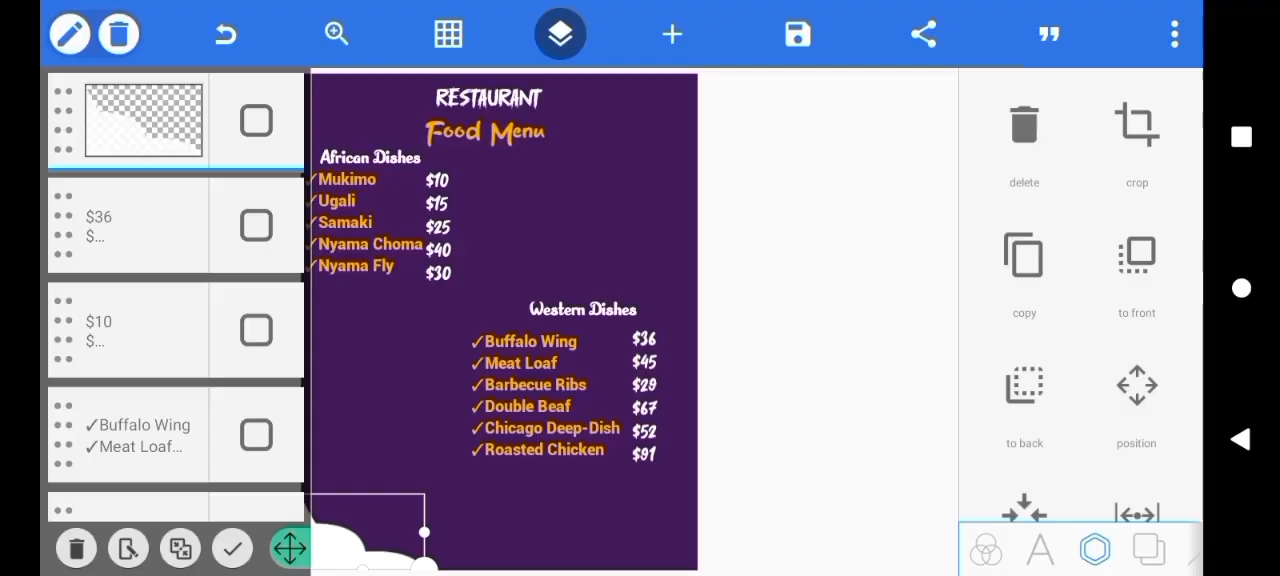 RESTAURANT
Food Menu
African Dishes
✓Mukimo $10
✓Ugali $15
✓Samaki $25
✓Nyama Choma $40
✓Nyama Fly $30
Western Dishes
✓Buffalo Wing $36
✓Meat Loaf $45
✓Barbecue Ribs $29
✓Double Beaf $67
✓Chicago Deep-Dish $52
✓Roasted Chicken $91
$36
$...
$10
$...
✓Buffalo Wing
✓Meat Loaf...
delete
crop
copy
to front
to back
position